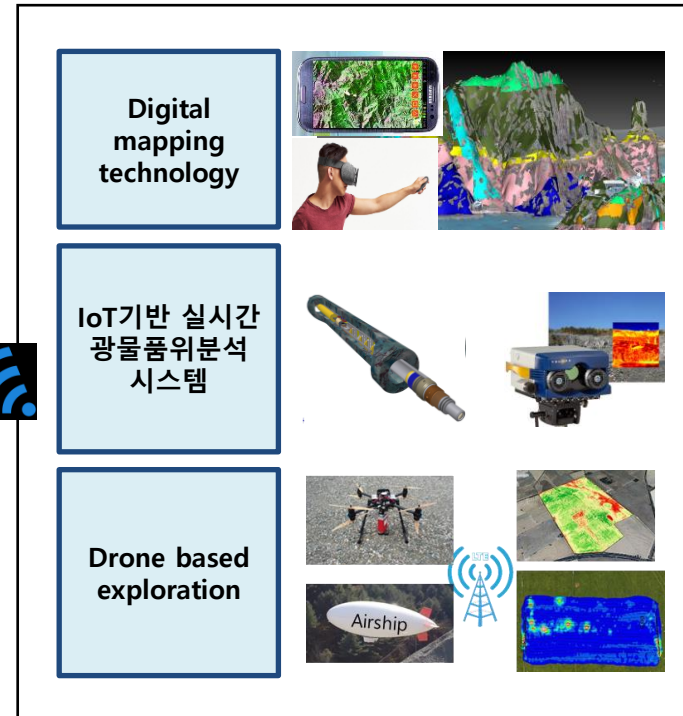 Digital
mapping
technology
IoT기반 실시간
광물품위분석
시스템
Drone based
exploration
LTE
Airship